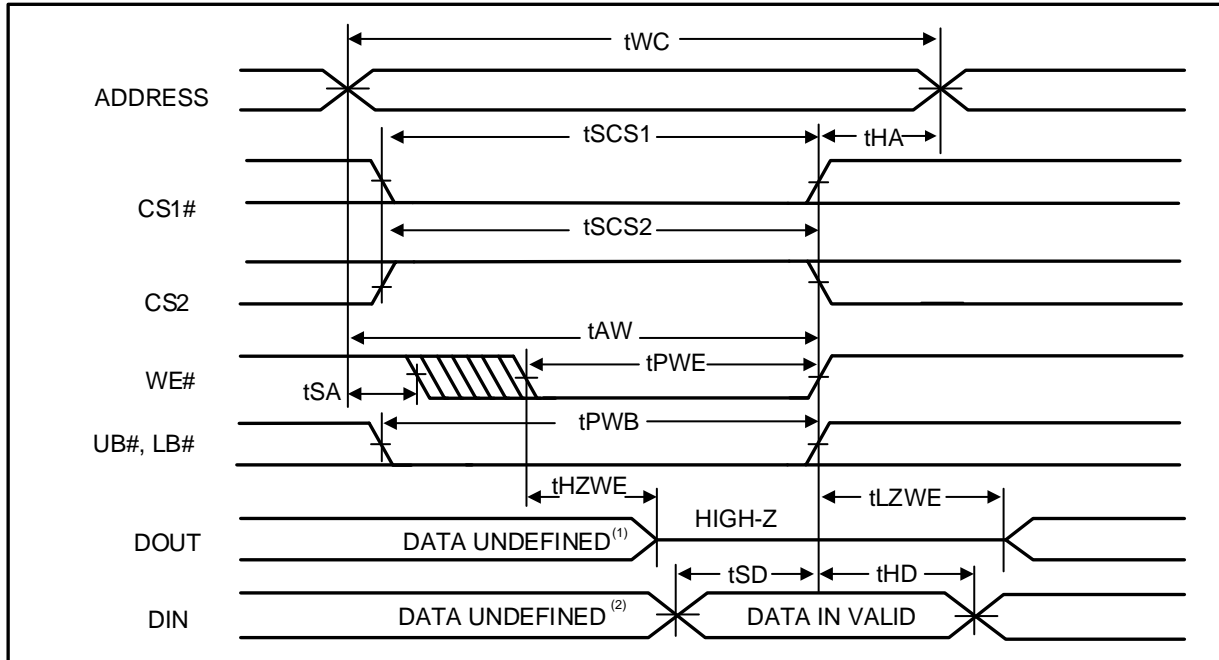 tWC
ADDRESS
tSCS1
tHA
CS1#
tSCS2
CS2
tAW
tPWE
WE#
tSA
tPWB
UB#, LB#
tHZWE
tLZWE
HIGH-Z
DOUT
DATA UNDEFINED(1)
tSD
tHD
DIN
DATA UNDEFINED(2)
DATA IN VALID